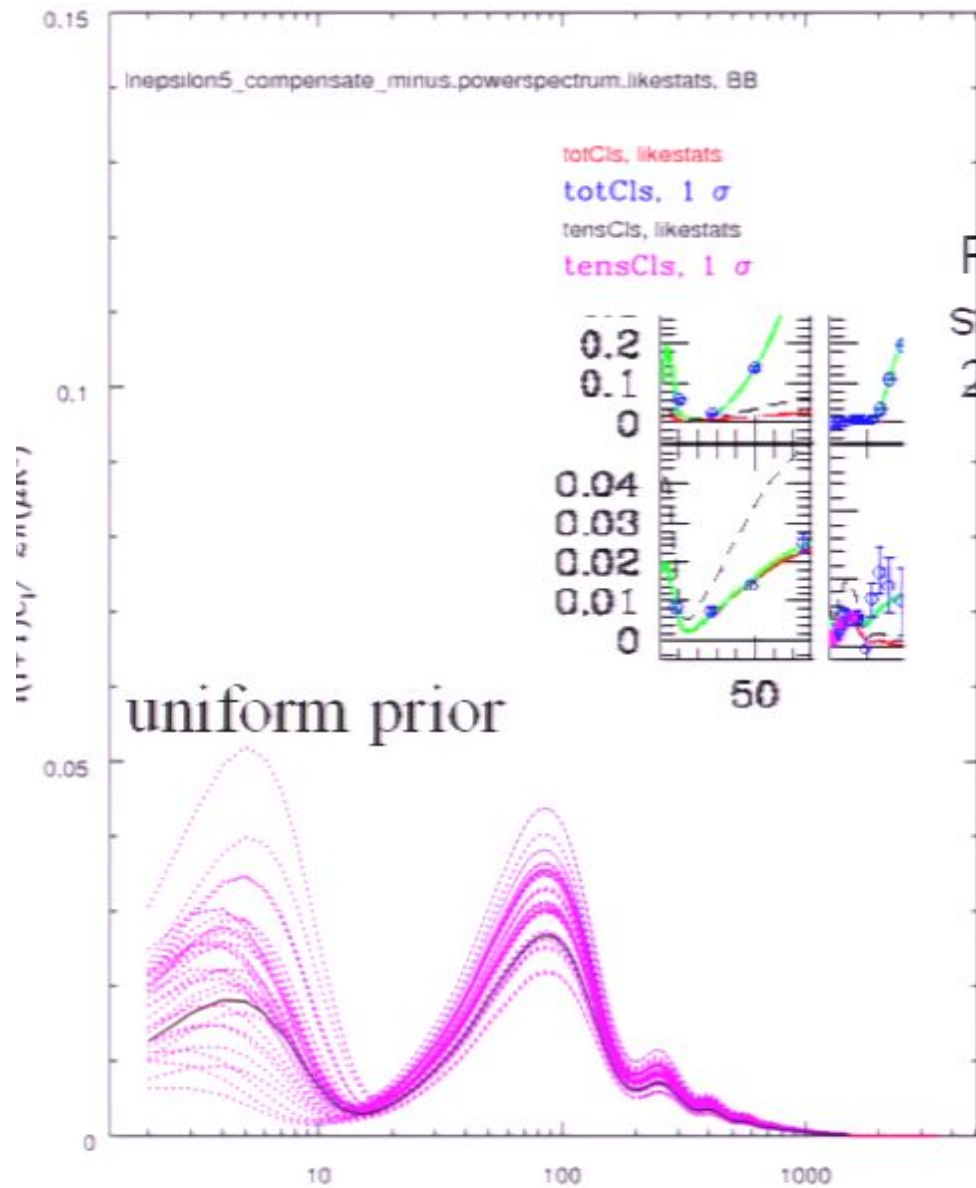 0.15
lnepsilon5_compensate_minus.powerspectrum.likestats, BB
totCls, likestats
totCls, 1 σ
tensCls, likestats
tensCls, 1 σ
0.2
0.1
0
0.1
0.04
0.03
0.02
0.01
0
50
uniform prior
0.05
0
10
100
1000
2